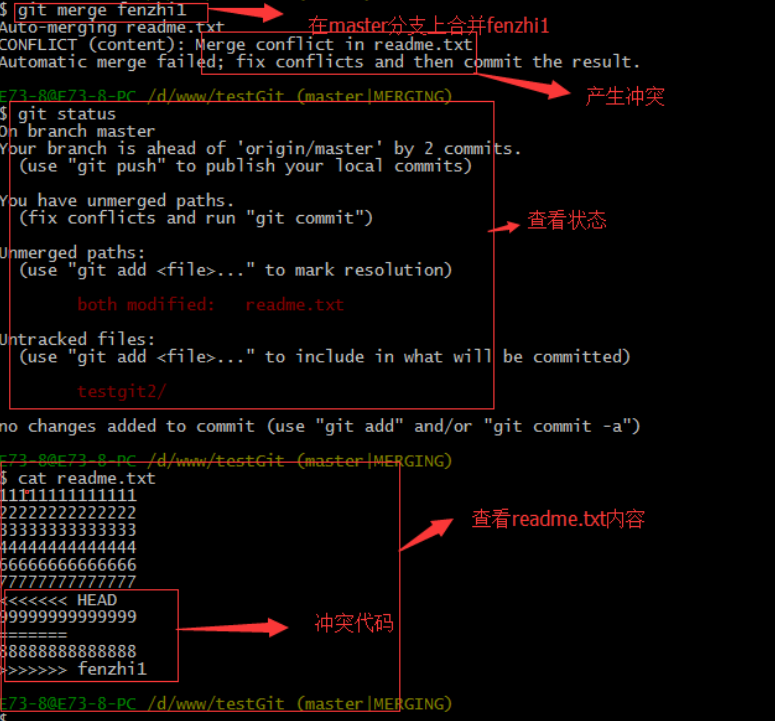 $ git merge fenzhi1
在master分支上合并fenzhi1
Auto-merging readme.txt
CONFLICT (content): Merge conflict in readme.txt
Automatic merge failed; fix conflicts and then commit the result.
产生冲突
E73-8@E73-8-PC /d/www/testGit (master|MERGING)
$ git status
On branch master
Your branch is ahead of 'origin/master' by 2 commits.
(use "git push" to publish your local commits)
You have unmerged paths.
(fix conflicts and run "git commit")
查看状态
Unmerged paths:
(use "git add <file>..." to mark resolution)
both modified: readme.txt
Untracked files:
(use "git add <file>..." to include in what will be committed)
testgit2/
no changes added to commit (use "git add" and/or "git commit -a")
E73-8@E73-8-PC /d/www/testGit (master|MERGING)
$ cat readme.txt
11111111111111
22222222222222
查看readme.txt内容
33333333333333
44444444444444
66666666666666
77777777777777
<<<<<<< HEAD
99999999999999
冲突代码
=======
88888888888888
>>>>>>> fenzhi1
E73-8@E73-8-PC /d/www/testGit (master|MERGING)
$